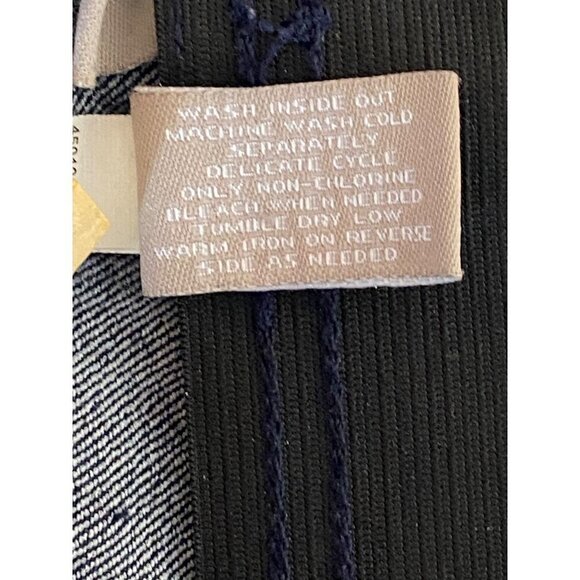 WASH INSIDE OUT
MACHINE WASH COLD
SEPARATELY
DELICATE CYCLE
ONLY NON-CHLORINE
BLEACH WHEN NEEDED
TUMBLE DRY LOW
WARM IRON ON REVERSE
SIDE AS NEEDED